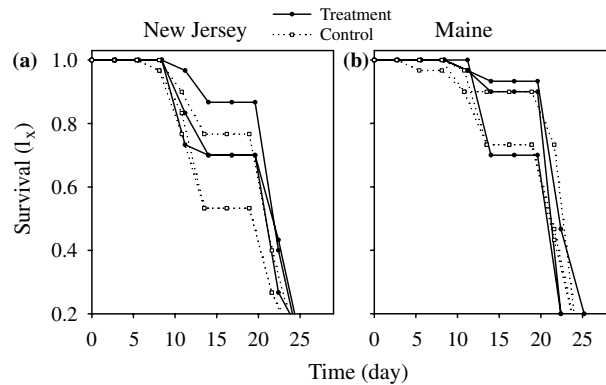 New Jersey
Treatment
Control
Maine
(a)
(b)
Survival (lₓ)
1.0
0.8
0.6
0.4
0.2
0 5 10 15 20 25
0 5 10 15 20 25
Time (day)